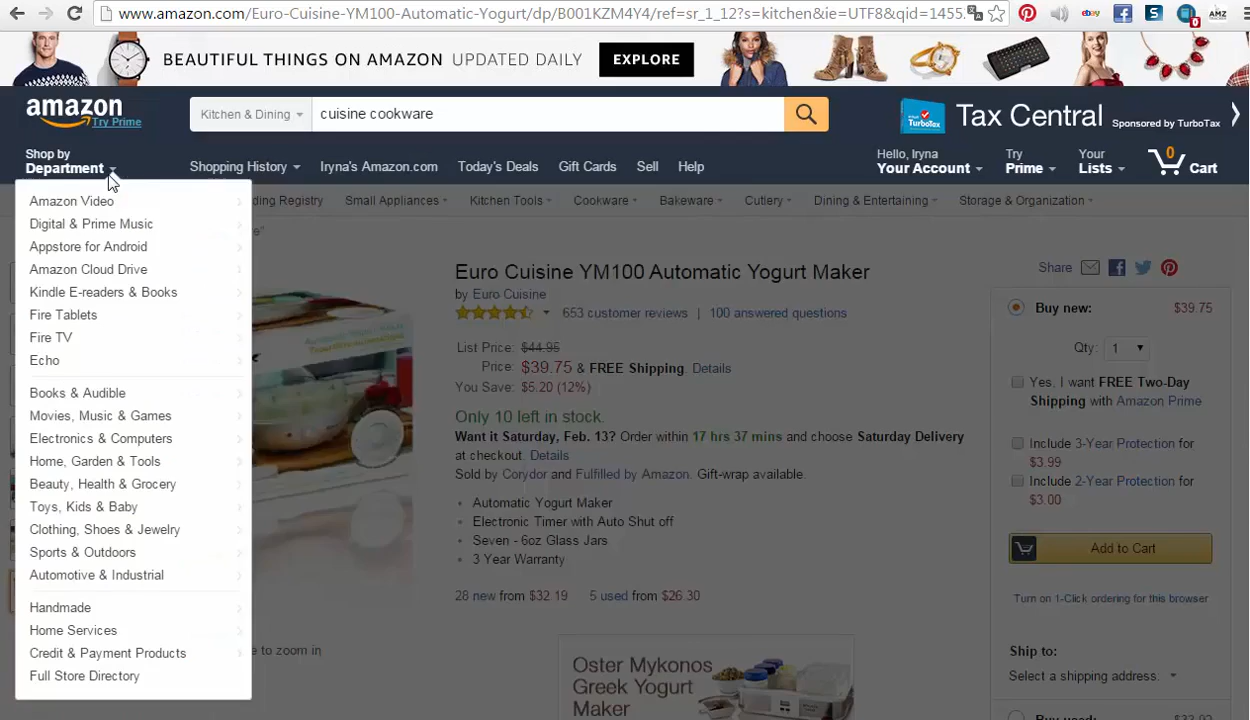 www.amazon.com/Euro-Cuisine-YM100-Automatic-Yogurt/dp/B001KZM4Y4/ref=sr_1_12?s=kitchen&ie=UTF8&qid=1455
ebay
S
0
AMZ
BEAUTIFUL THINGS ON AMAZON UPDATED DAILY
EXPLORE
amazon
Try Prime
Kitchen & Dining
cuisine cookware
TurboTax
Tax Central
Sponsored by TurboTax
Shop by
Department
Shopping History
Iryna's Amazon.com
Today's Deals
Gift Cards
Sell
Help
Hello, Iryna
Your Account
Try
Prime
Your
Lists
0
Cart
Registry
Small Appliances
Kitchen Tools
Cookware
Bakeware
Cutlery
Dining & Entertaining
Storage & Organization
Amazon Video
Digital & Prime Music
Appstore for Android
Amazon Cloud Drive
Kindle E-readers & Books
Fire Tablets
Fire TV
Echo
Books & Audible
Movies, Music & Games
Electronics & Computers
Home, Garden & Tools
Beauty, Health & Grocery
Toys, Kids & Baby
Clothing, Shoes & Jewelry
Sports & Outdoors
Automotive & Industrial
Handmade
Home Services
Credit & Payment Products
Full Store Directory
to zoom in
Euro Cuisine YM100 Automatic Yogurt Maker
by Euro Cuisine
653 customer reviews | 100 answered questions
List Price: $44.95
Price: $39.75 & FREE Shipping. Details
You Save: $5.20 (12%)
Only 10 left in stock.
Want it Saturday, Feb. 13? Order within 17 hrs 37 mins and choose Saturday Delivery
at checkout. Details
Sold by Corydor and Fulfilled by Amazon. Gift-wrap available.
Automatic Yogurt Maker
Electronic Timer with Auto Shut off
Seven - 6oz Glass Jars
3 Year Warranty
28 new from $32.19 5 used from $26.30
Oster Mykonos
Greek Yogurt
Maker
Share
Buy new: $39.75
Qty: 1
Yes, I want FREE Two-Day
Shipping with Amazon Prime
Include 3-Year Protection for
$3.99
Include 2-Year Protection for
$3.00
Add to Cart
Turn on 1-Click ordering for this browser
Ship to:
Select a shipping address.